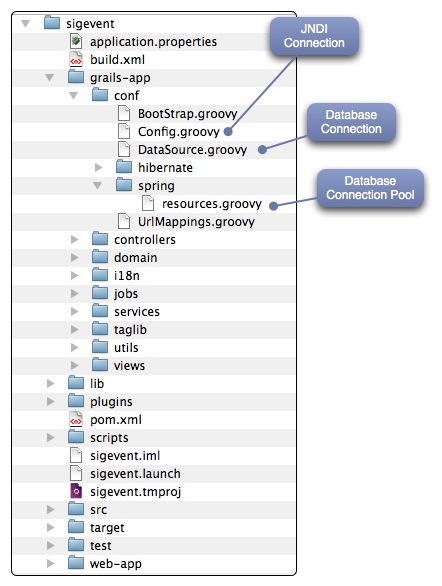 sigevent
application.properties
build.xml
grails-app
conf
BootStrap.groovy
Config.groovy
DataSource.groovy
hibernate
spring
resources.groovy
UrlMappings.groovy
controllers
domain
i18n
jobs
services
taglib
utils
views
lib
plugins
pom.xml
scripts
sigevent.iml
sigevent.launch
sigevent.tmproj
src
target
test
web-app
JNDI
Connection
Database
Connection
Database
Connection Pool